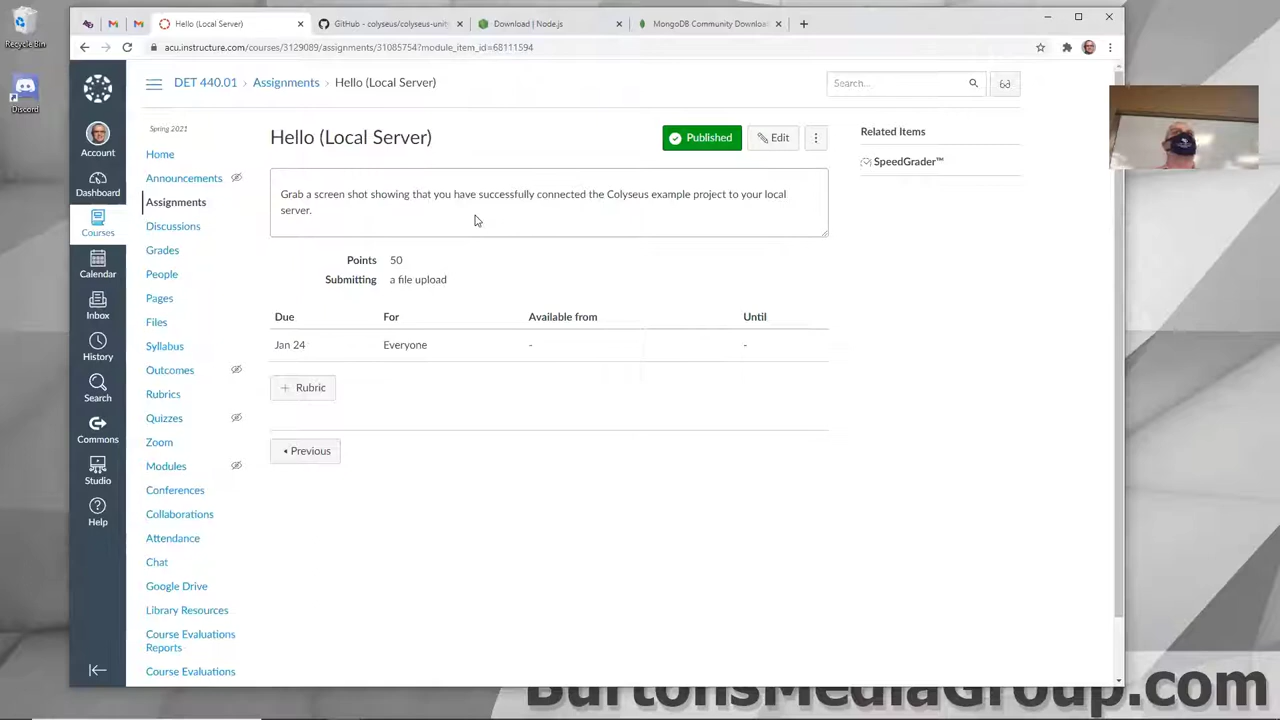 Recycle Bin
Discord
Hello (Local Server)
GitHub - colyseus/colyseus-unit
Download | Node.js
MongoDB Community Download
acu.instructure.com/courses/3129089/assignments/31085754?module_item_id=68111594
DET 440.01 › Assignments › Hello (Local Server)
Search...
Account
Dashboard
Courses
Calendar
Inbox
History
Search
Commons
Studio
Help
Spring 2021
Home
Announcements
Assignments
Discussions
Grades
People
Pages
Files
Syllabus
Outcomes
Rubrics
Quizzes
Zoom
Modules
Conferences
Collaborations
Attendance
Chat
Google Drive
Library Resources
Course Evaluations
Reports
Course Evaluations
Hello (Local Server)
Published
Edit
Grab a screen shot showing that you have successfully connected the Colyseus example project to your local
server.
Points 50
Submitting a file upload
Due For Available from Until
Jan 24 Everyone - -
+ Rubric
Previous
Related Items
SpeedGrader™
BurtonsMediaGroup.com